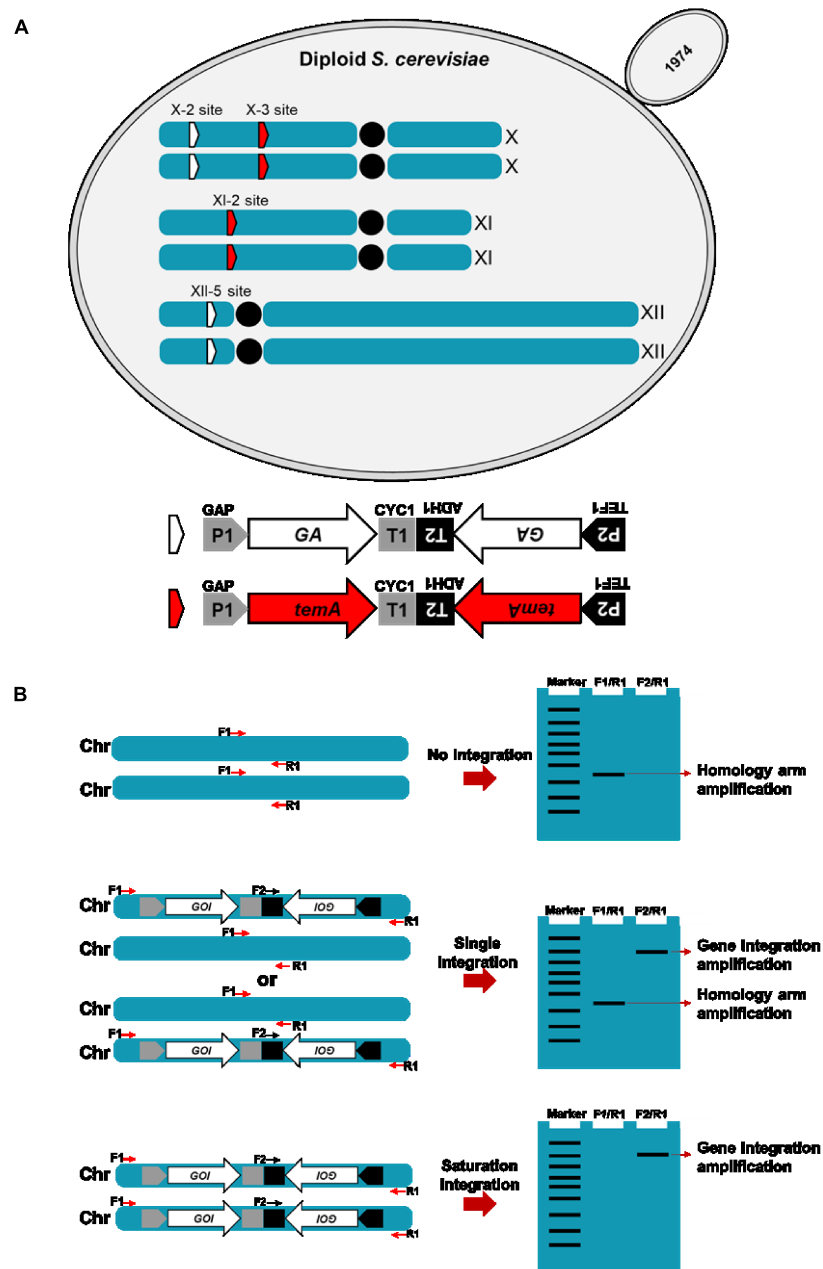 A
Diploid S. cerevisiae
1974
X-2 site X-3 site
X
X
XI-2 site
XI
XI
XII-5 site
XII
XII
GAP CYC1 ADH1 TEF1
P1 GA T1 T2 GA P2
GAP CYC1 ADH1 TEF1
P1 temA T1 T2 temA P2
B
Marker F1/R1 F2/R1
F1
Chr
R1
F1
Chr
R1
No Integration
Homology arm
amplification
F1 F2
Chr GOI GOI
R1
F1
Chr
R1
or
F1
Chr
R1
F1 F2
Chr GOI GOI
R1
Single
Integration
Marker F1/R1 F2/R1
Gene Integration
amplification
Homology arm
amplification
F1 F2
Chr GOI GOI
R1
F1 F2
Chr GOI GOI
R1
Saturation
Integration
Marker F1/R1 F2/R1
Gene Integration
amplification